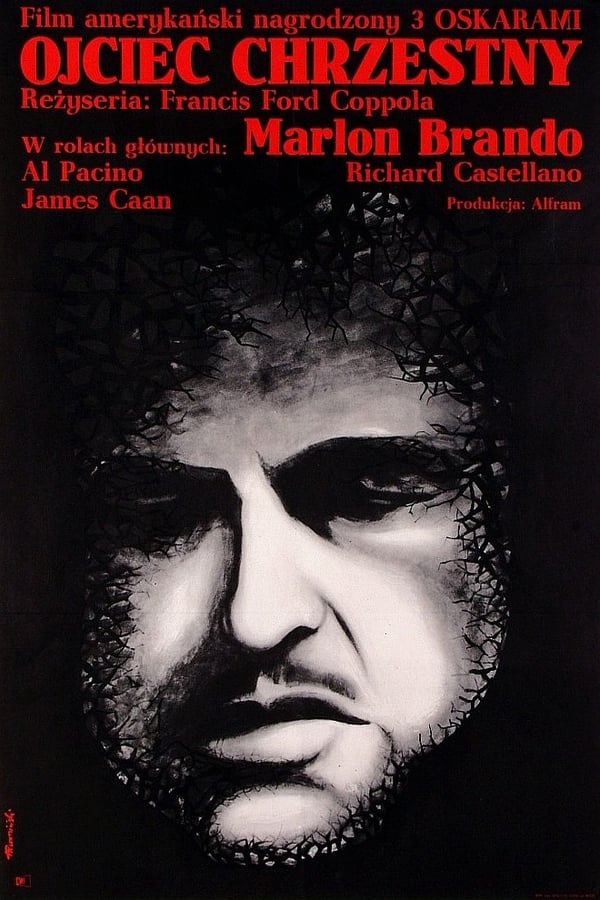 Film amerykański nagrodzony 3 OSKARAMI
OJCIEC CHRZESTNY
Reżyseria: Francis Ford Coppola
W rolach głównych: Marlon Brando
Al Pacino Richard Castellano
James Caan Produkcja: Alfram